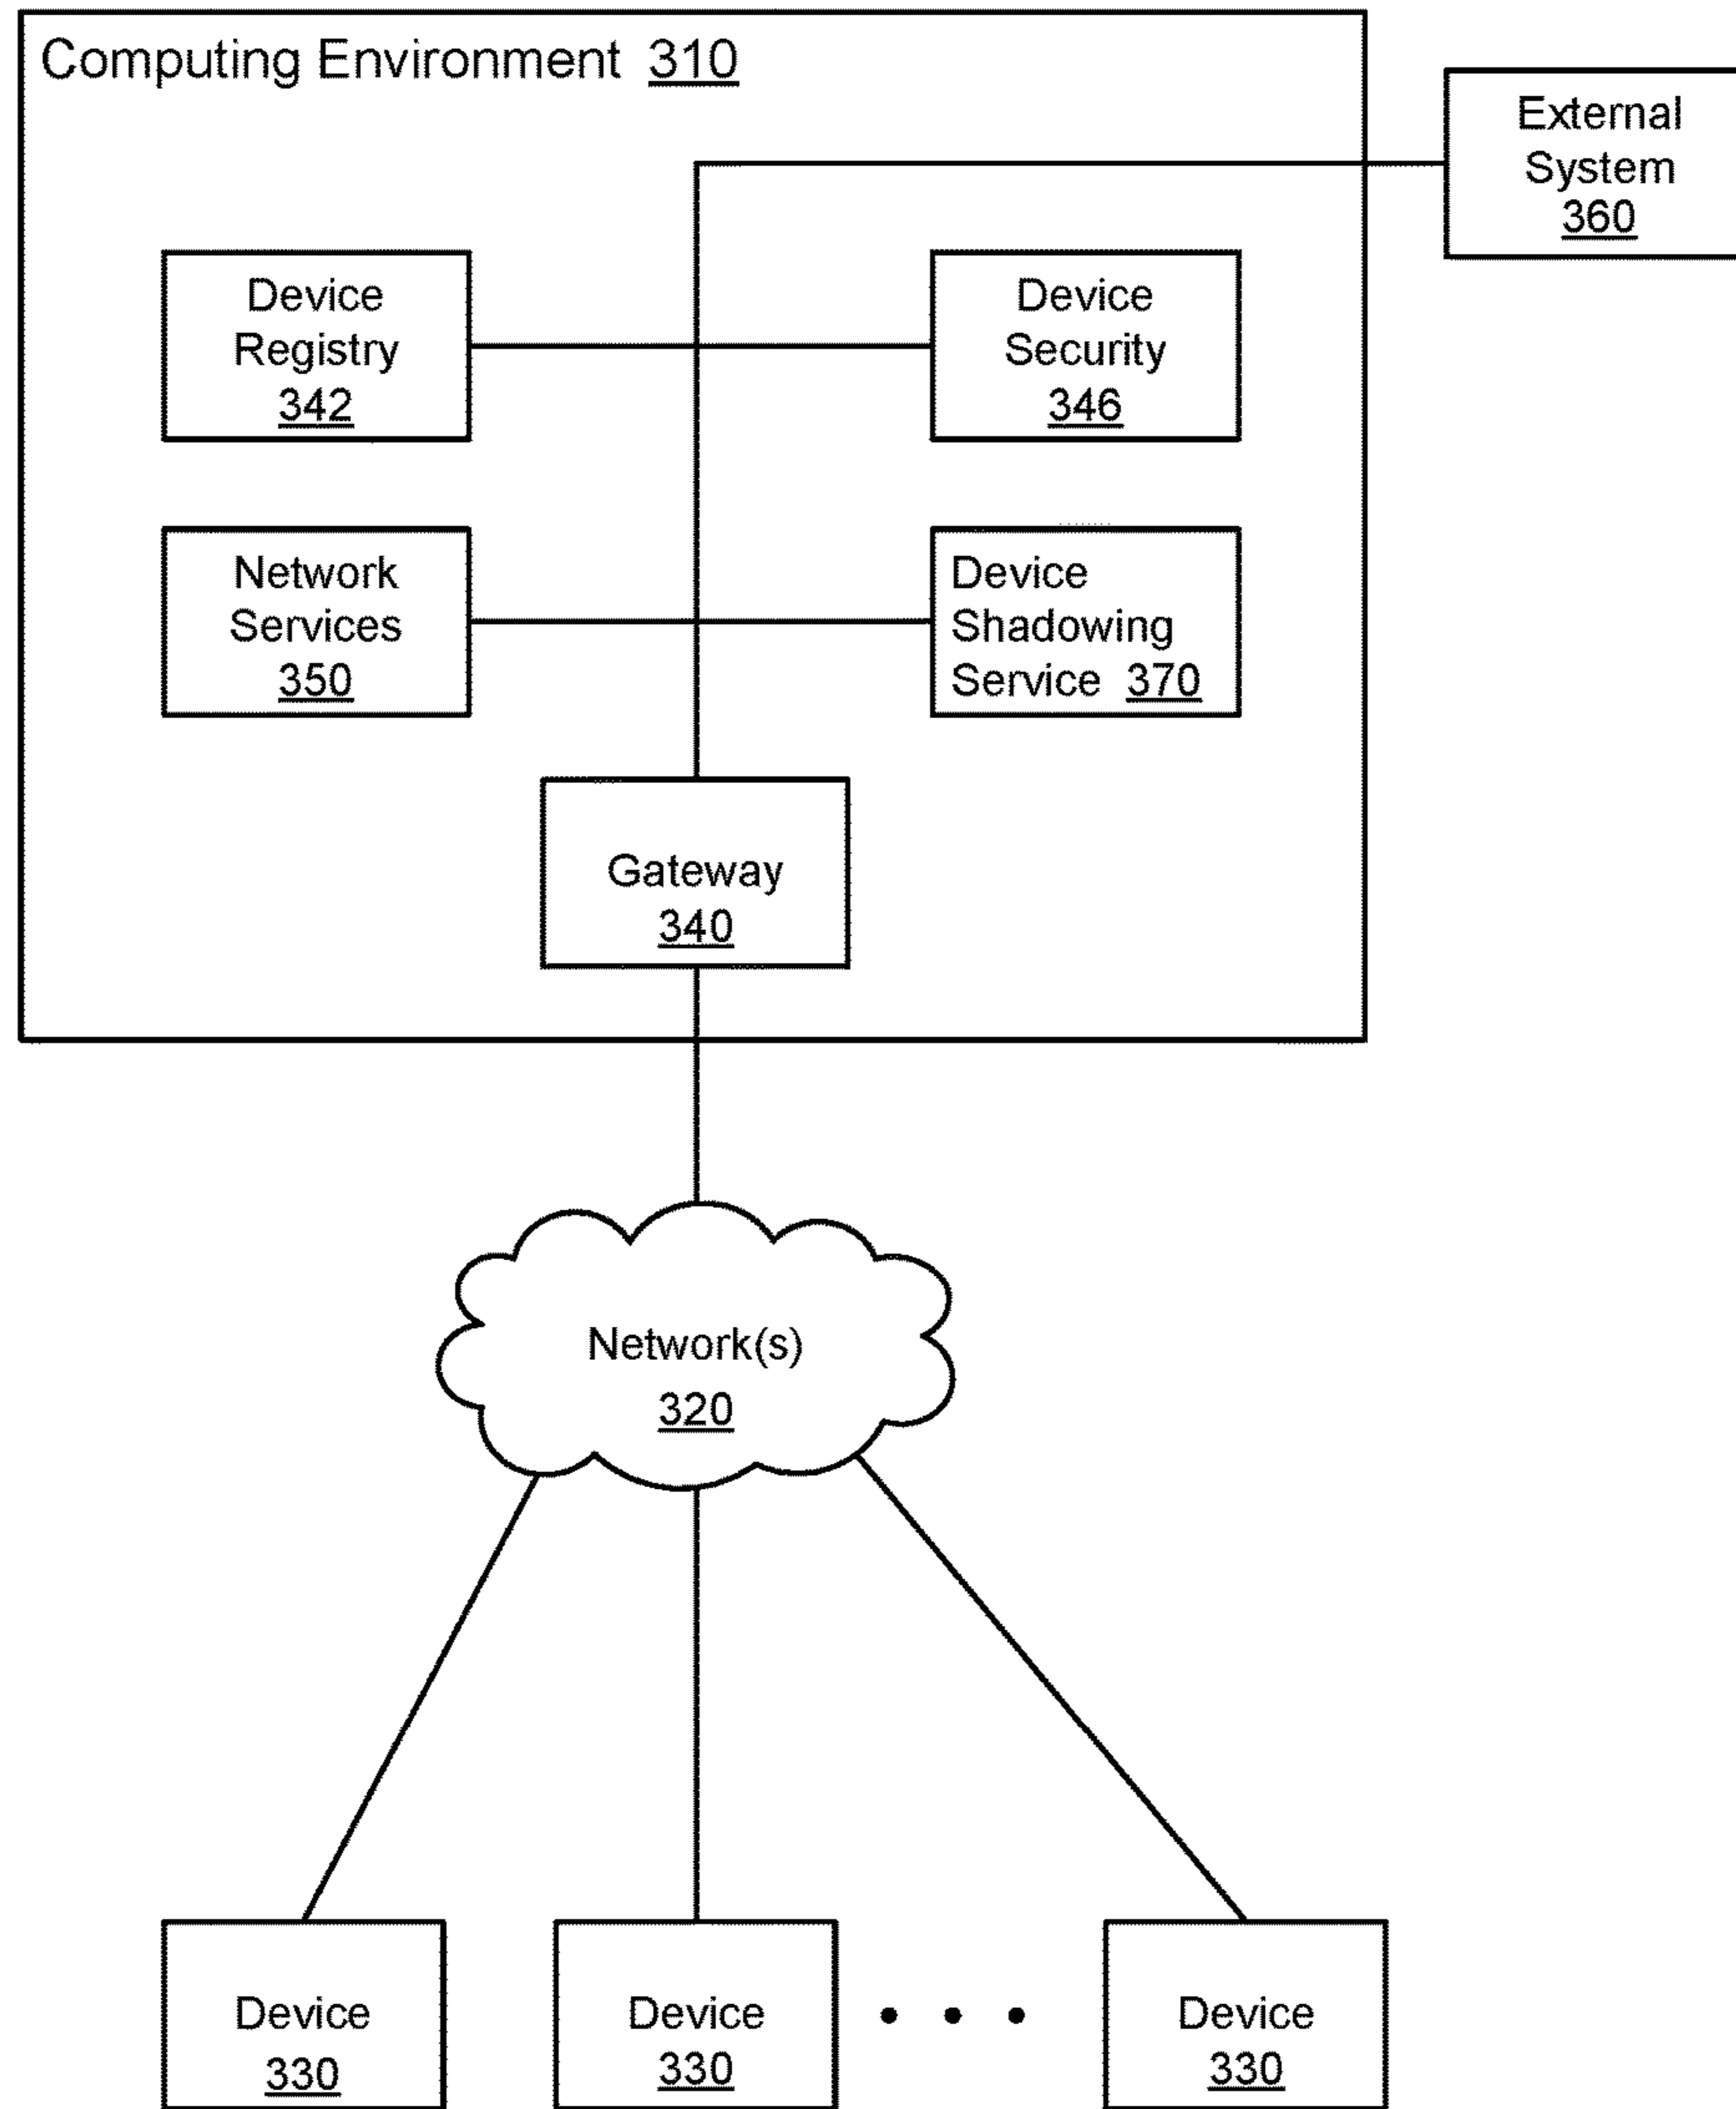 Computing Environment 310
External
System
360
Device
Registry
342
Device
Security
346
Network
Services
350
Device
Shadowing
Service 370
Gateway
340
Network(s)
320
Device
330
Device
330
Device
330